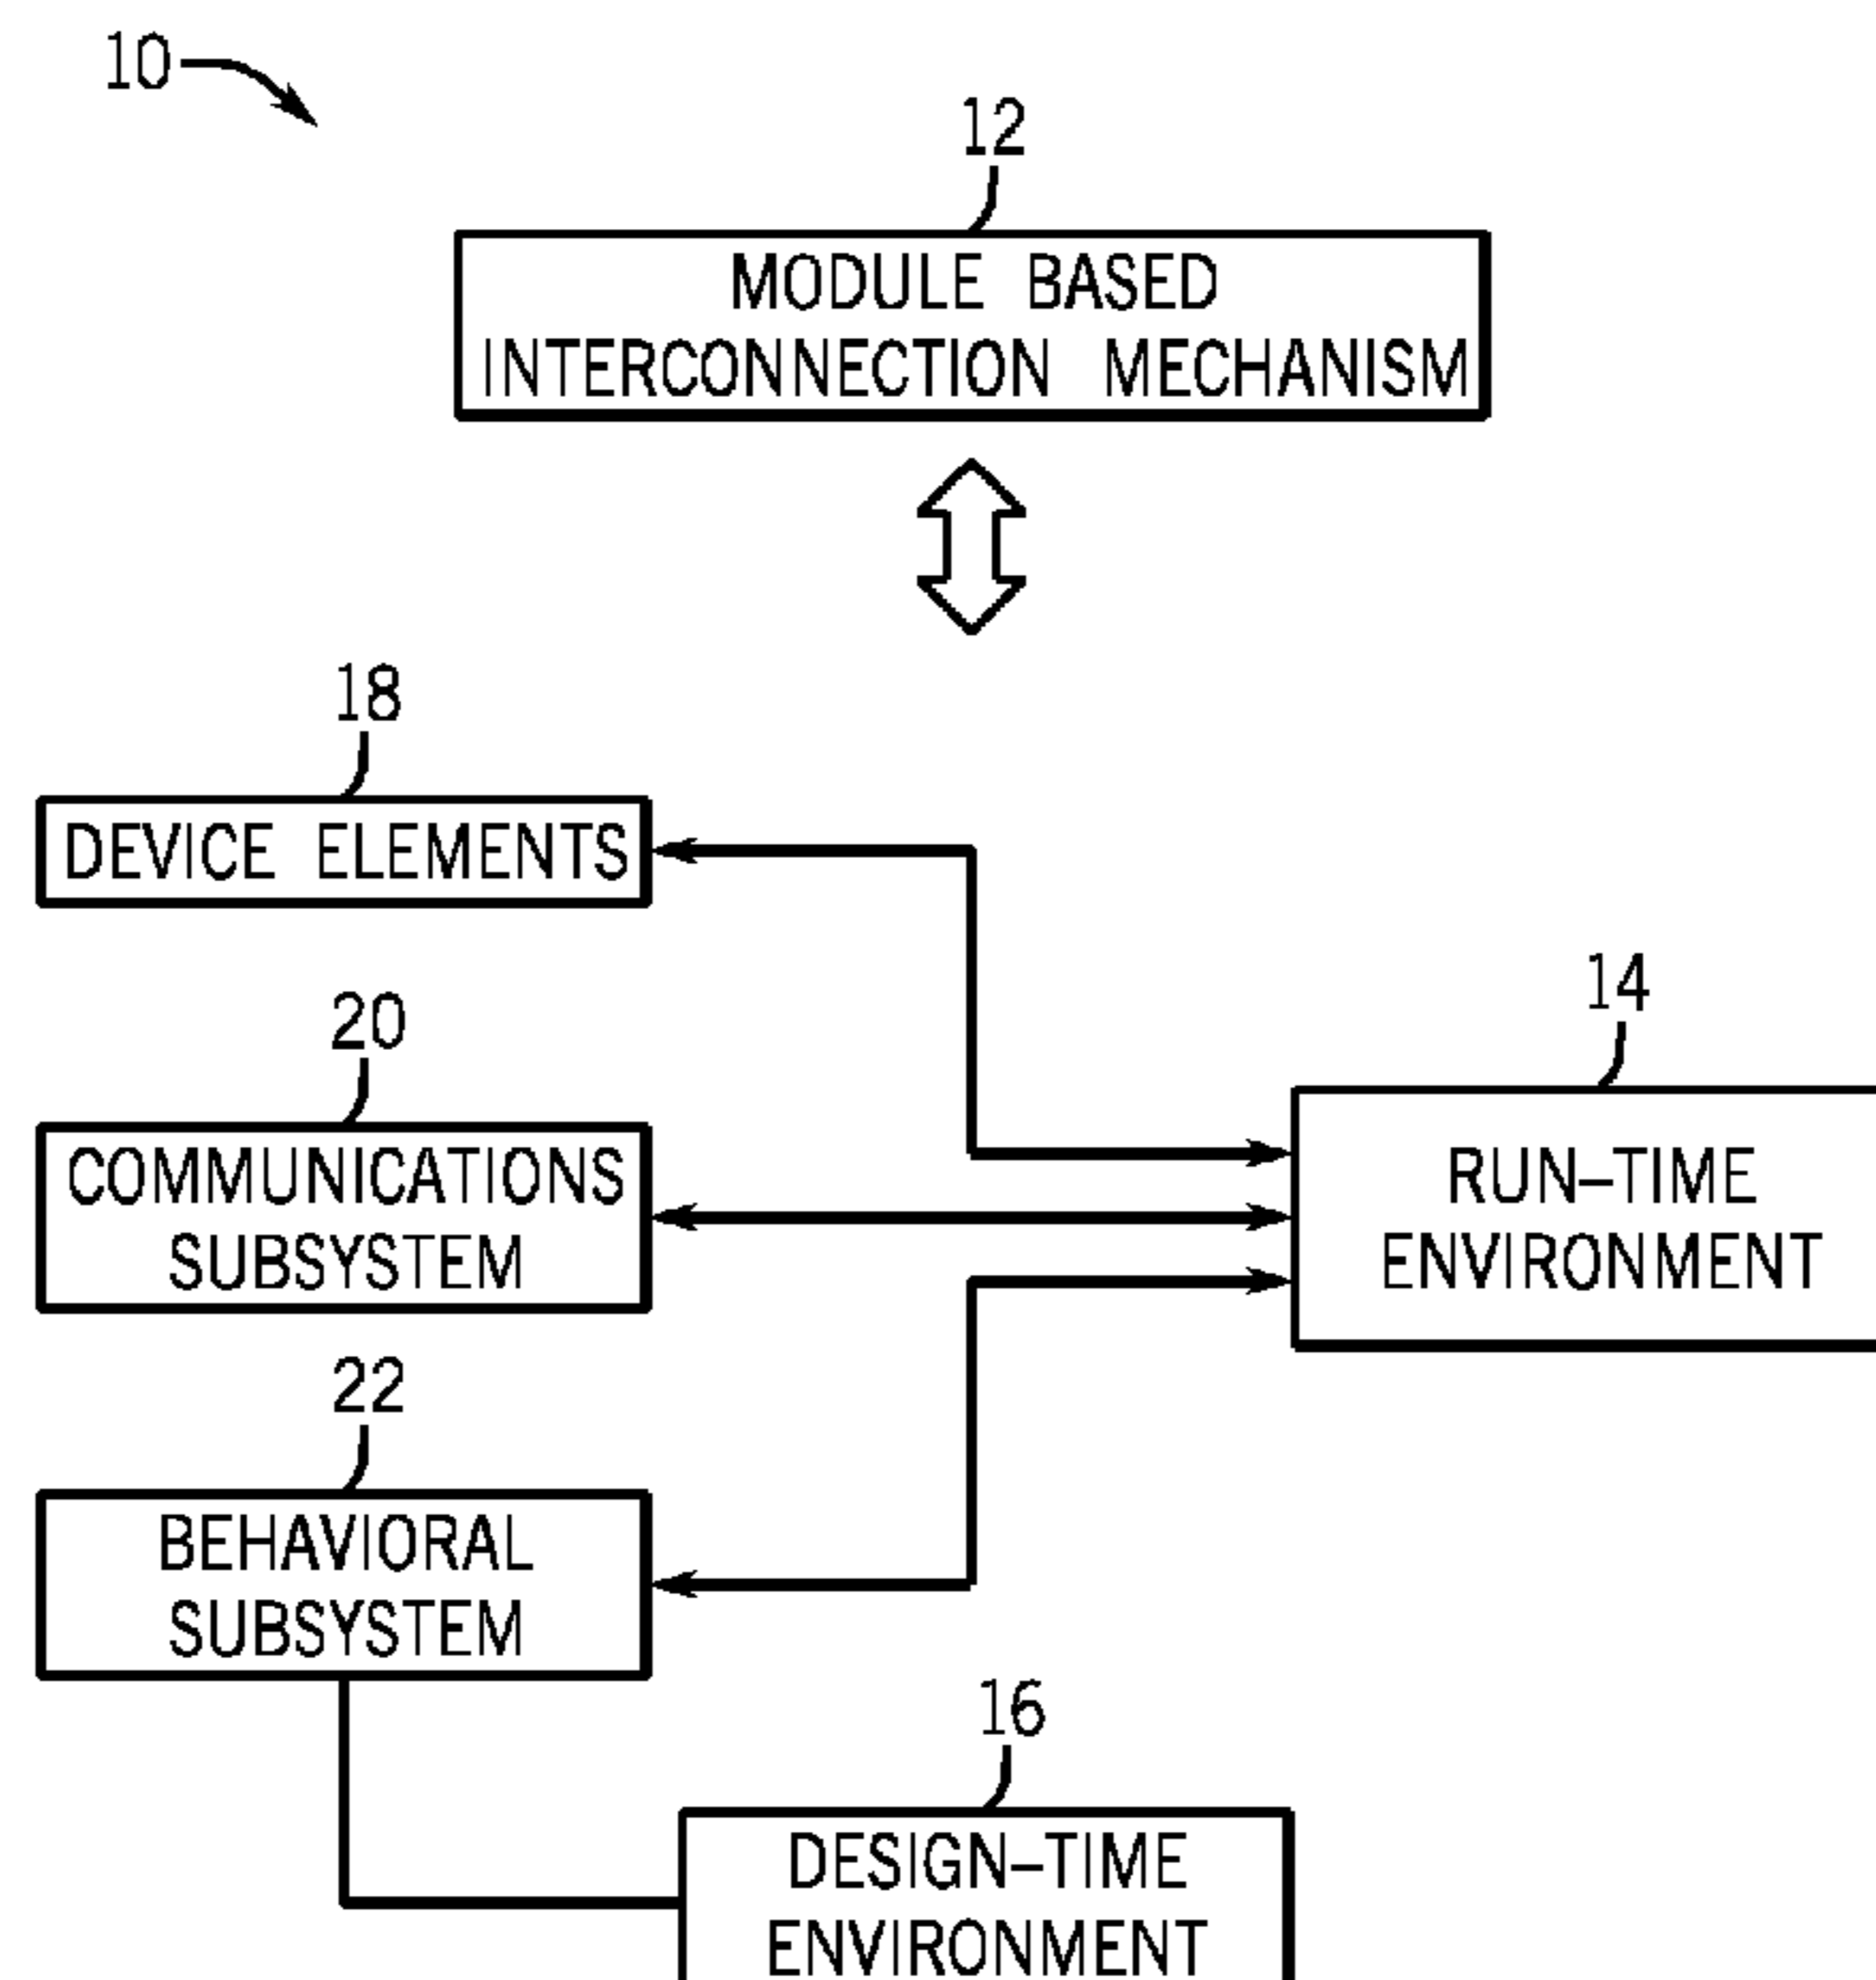 10
12
MODULE BASED
INTERCONNECTION MECHANISM
18
DEVICE ELEMENTS
20
COMMUNICATIONS
SUBSYSTEM
14
RUN-TIME
ENVIRONMENT
22
BEHAVIORAL
SUBSYSTEM
16
DESIGN-TIME
ENVIRONMENT